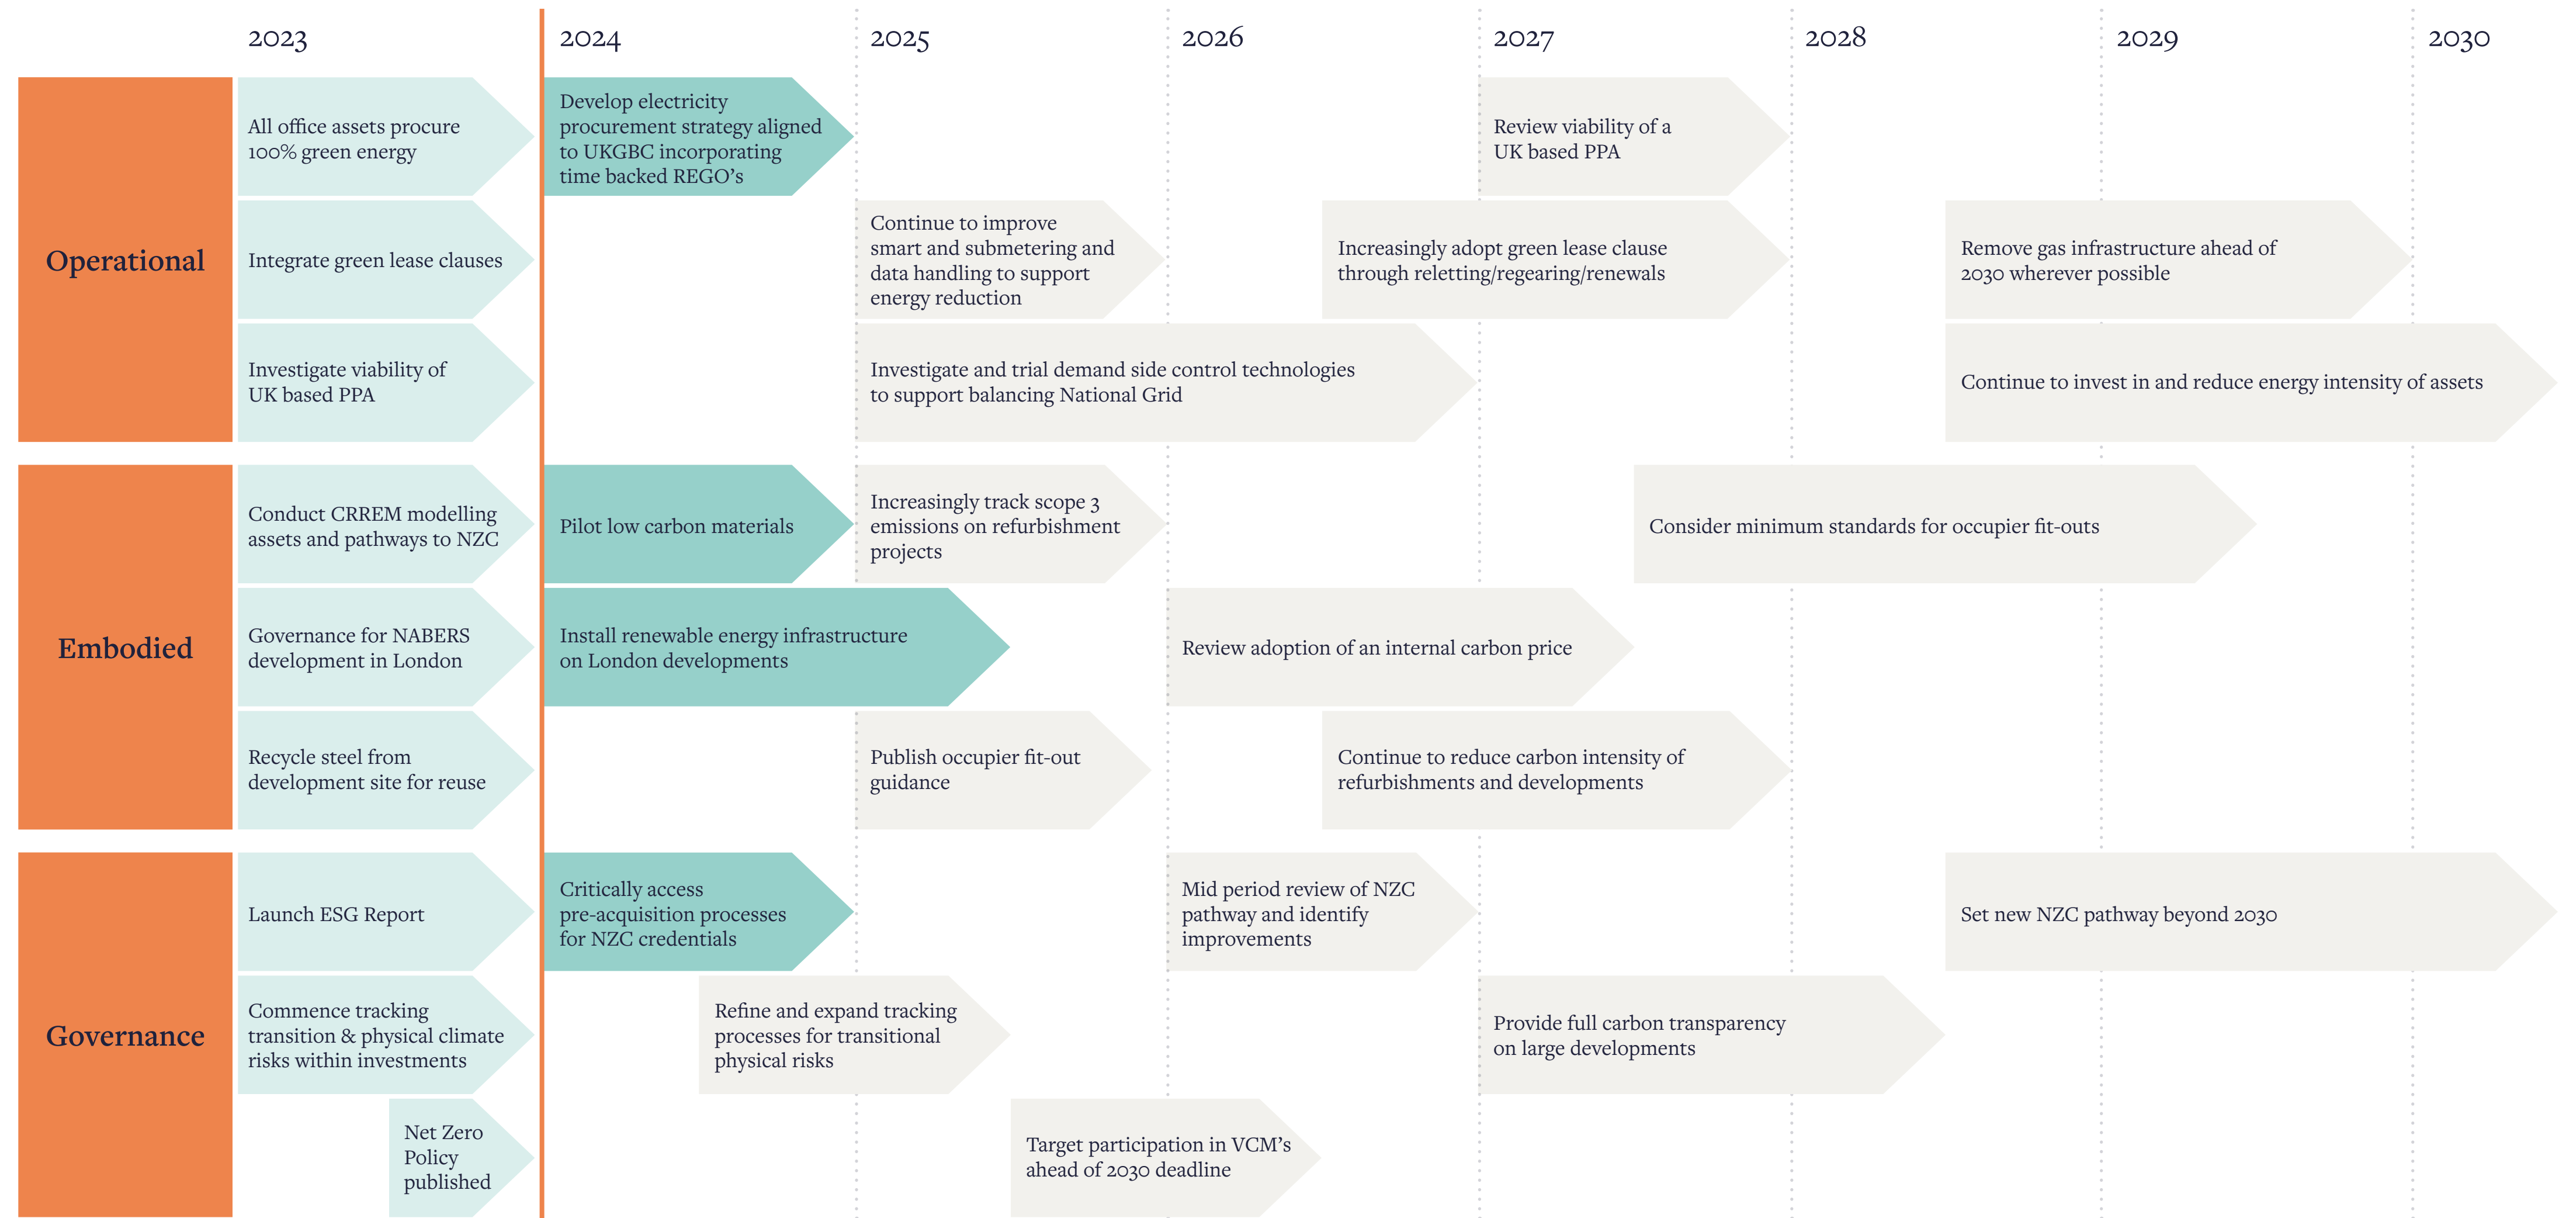 2023
2024
2025
2026
2027
2028
2029
2030
Operational
All office assets procure
100% green energy
Develop electricity
procurement strategy aligned
to UKGBC incorporating
time backed REGO’s
Review viability of a
UK based PPA
Integrate green lease clauses
Continue to improve
smart and submetering and
data handling to support
energy reduction
Increasingly adopt green lease clause
through reletting/regearing/renewals
Remove gas infrastructure ahead of
2030 wherever possible
Investigate viability of
UK based PPA
Investigate and trial demand side control technologies
to support balancing National Grid
Continue to invest in and reduce energy intensity of assets
Embodied
Conduct CRREM modelling
assets and pathways to NZC
Pilot low carbon materials
Increasingly track scope 3
emissions on refurbishment
projects
Consider minimum standards for occupier fit-outs
Governance for NABERS
development in London
Install renewable energy infrastructure
on London developments
Review adoption of an internal carbon price
Recycle steel from
development site for reuse
Publish occupier fit-out
guidance
Continue to reduce carbon intensity of
refurbishments and developments
Governance
Launch ESG Report
Critically access
pre-acquisition processes
for NZC credentials
Mid period review of NZC
pathway and identify
improvements
Set new NZC pathway beyond 2030
Commence tracking
transition & physical climate
risks within investments
Refine and expand tracking
processes for transitional
physical risks
Provide full carbon transparency
on large developments
Net Zero
Policy
published
Target participation in VCM’s
ahead of 2030 deadline